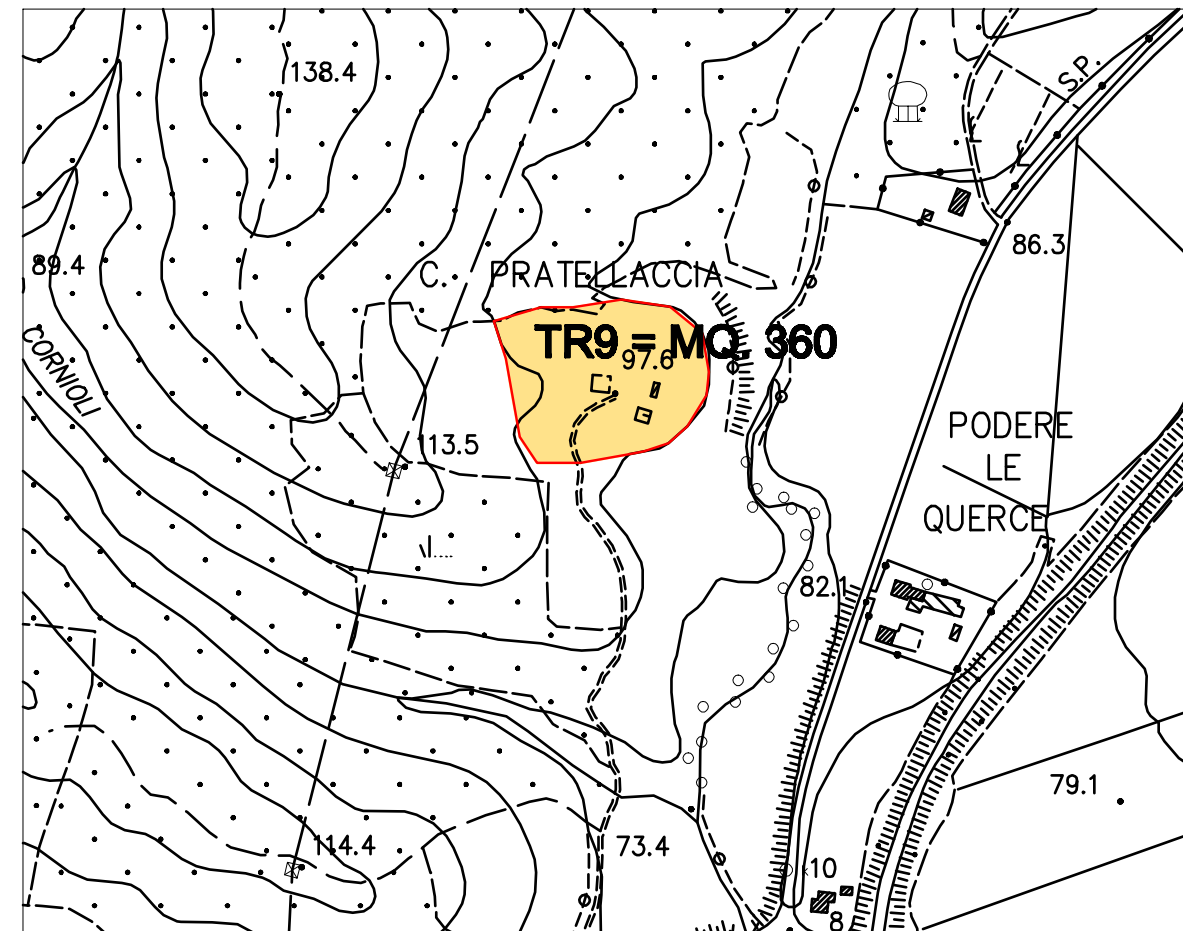 138.4
S.P.
86.3
89.4
C. PRATELLACCIA
TR9 = MQ. 360
97.6
CORNIOLI
PODERE
LE
QUERCE
113.5
82.1
79.1
114.4
73.4
10
8